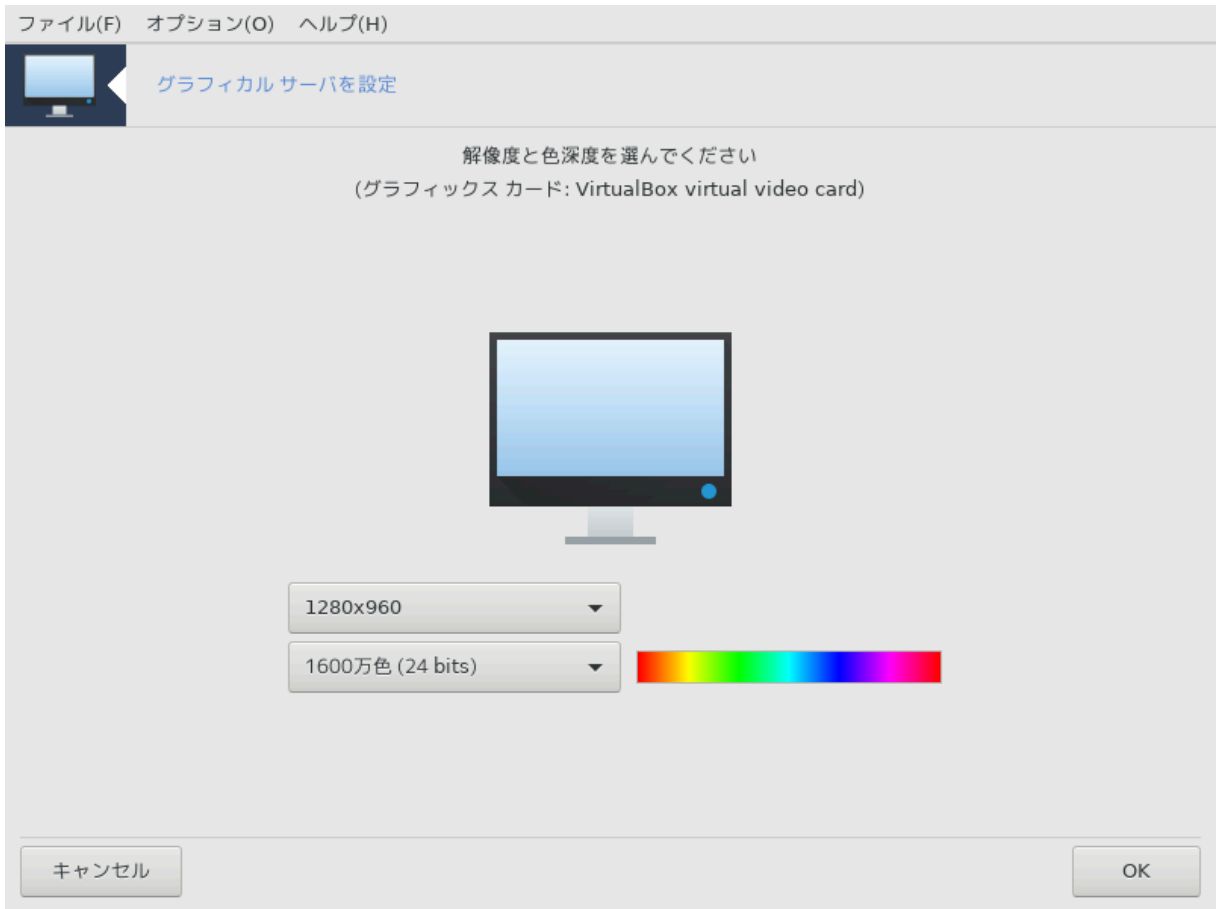 ファイル(F) オプション(O) ヘルプ(H)
グラフィカル サーバを設定
解像度と色深度を選んでください
(グラフィックス カード: VirtualBox virtual video card)
1280x960
1600万色 (24 bits)
キャンセル
OK